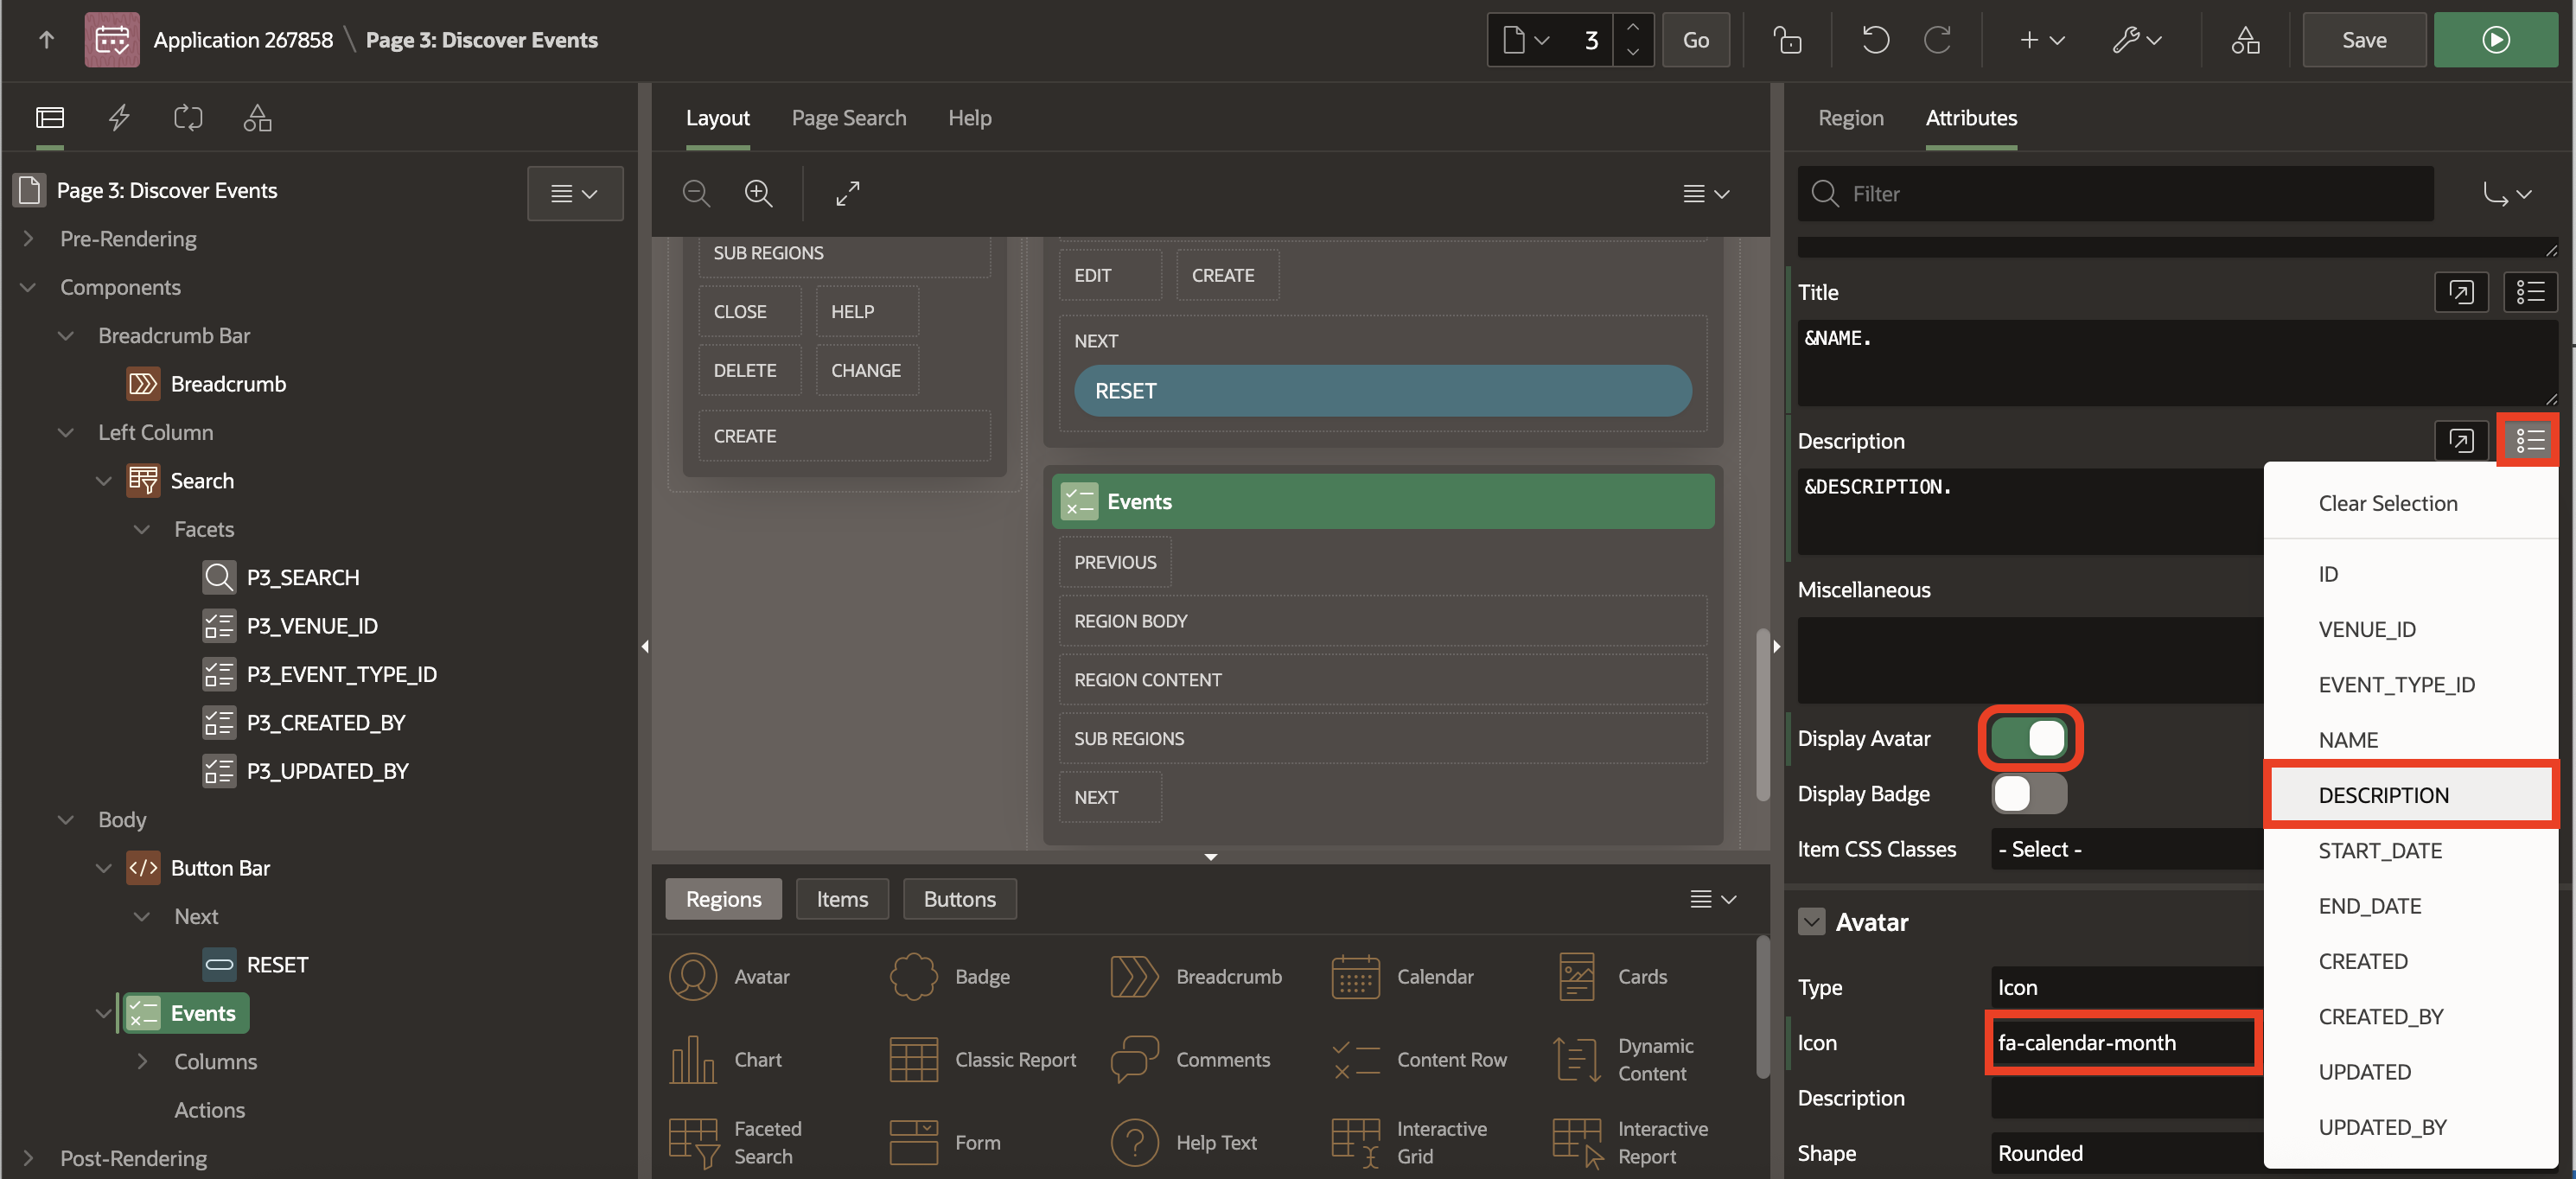 Application 267858 \ Page 3: Discover Events
3
Go
Save
Page 3: Discover Events
Pre-Rendering
Components
Breadcrumb Bar
Breadcrumb
Left Column
Search
Facets
P3_SEARCH
P3_VENUE_ID
P3_EVENT_TYPE_ID
P3_CREATED_BY
P3_UPDATED_BY
Body
Button Bar
Next
RESET
Events
Columns
Actions
Post-Rendering
Layout Page Search Help
SUB REGIONS
CLOSE HELP
DELETE CHANGE
CREATE
EDIT CREATE
NEXT
RESET
Events
PREVIOUS
REGION BODY
REGION CONTENT
SUB REGIONS
NEXT
Regions Items Buttons
Avatar Badge Breadcrumb Calendar Cards
Chart Classic Report Comments Content Row Dynamic Content
Faceted Search Form Help Text Interactive Grid Interactive Report
Region Attributes
Filter
Title
&NAME.
Description
&DESCRIPTION.
Miscellaneous
Display Avatar
Display Badge
Item CSS Classes - Select -
Avatar
Type Icon
Icon fa-calendar-month
Description
Shape Rounded
Clear Selection
ID
VENUE_ID
EVENT_TYPE_ID
NAME
DESCRIPTION
START_DATE
END_DATE
CREATED
CREATED_BY
UPDATED
UPDATED_BY